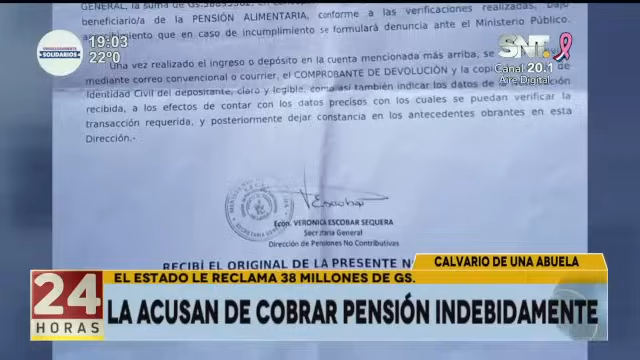 GENERAL, la suma de Gs.
beneficiario/a de la PENSIÓN ALIMENTARIA, conforme a las verificaciones realizadas, bajo
que en caso de incumplimiento se formulará denuncia ante el Ministerio Público.
Una vez realizado el ingreso o depósito en la cuenta mencionada más arriba, se de
mediante correo convencional o courrier, el COMPROBANTE DE DEVOLUCIÓN y la copia de
Identidad Civil del depositante, claro y legible, como así también indicar los datos de la
recibida, a los efectos de contar con los datos precisos con los cuales se puedan verificar la
transacción requerida, y posteriormente dejar constancia en los antecedentes obrantes en esta
Dirección.-
SOLIDARIOS
19:03
22º
SNT
Canal 20.1
Aire Digital
Econ. VERONICA ESCOBAR SEQUERA
Secretaria General
Dirección de Pensiones No Contributivas
RECIBÍ EL ORIGINAL DE LA PRESENTE N
CALVARIO DE UNA ABUELA
EL ESTADO LE RECLAMA 38 MILLONES DE GS.
24
HORAS
LA ACUSAN DE COBRAR PENSIÓN INDEBIDAMENTE